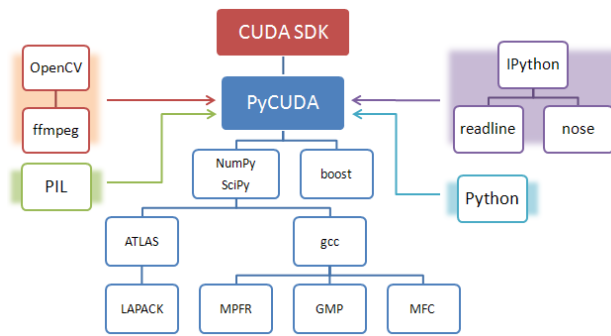 CUDA SDK
OpenCV
ffmpeg
PyCUDA
IPython
readline
nose
PIL
NumPy
SciPy
boost
Python
ATLAS
gcc
LAPACK
MPFR
GMP
MFC